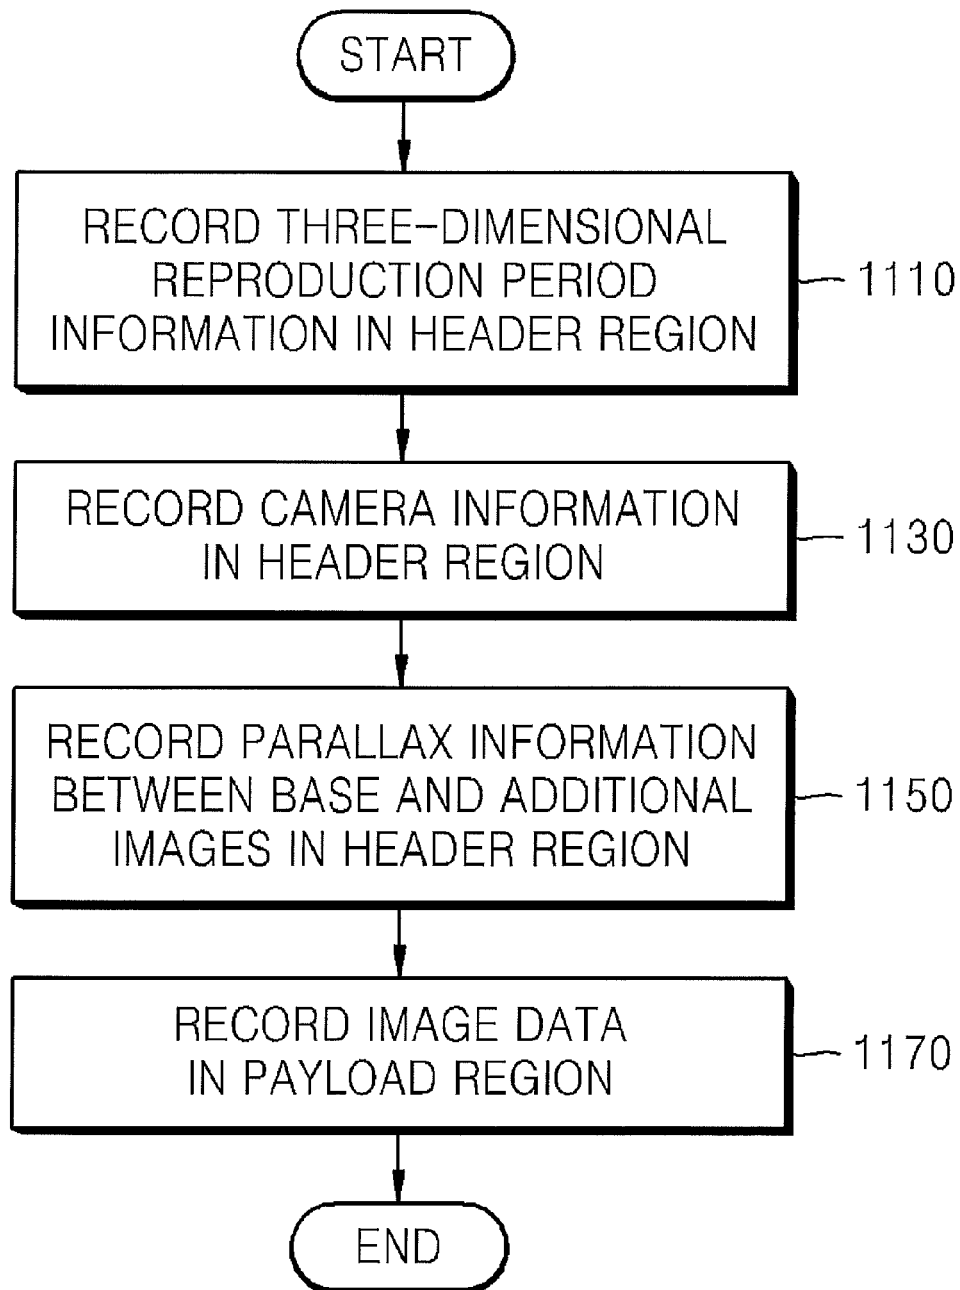 START
RECORD THREE-DIMENSIONAL
REPRODUCTION PERIOD
INFORMATION IN HEADER REGION
1110
RECORD CAMERA INFORMATION
IN HEADER REGION
1130
RECORD PARALLAX INFORMATION
BETWEEN BASE AND ADDITIONAL
IMAGES IN HEADER REGION
1150
RECORD IMAGE DATA
IN PAYLOAD REGION
1170
END